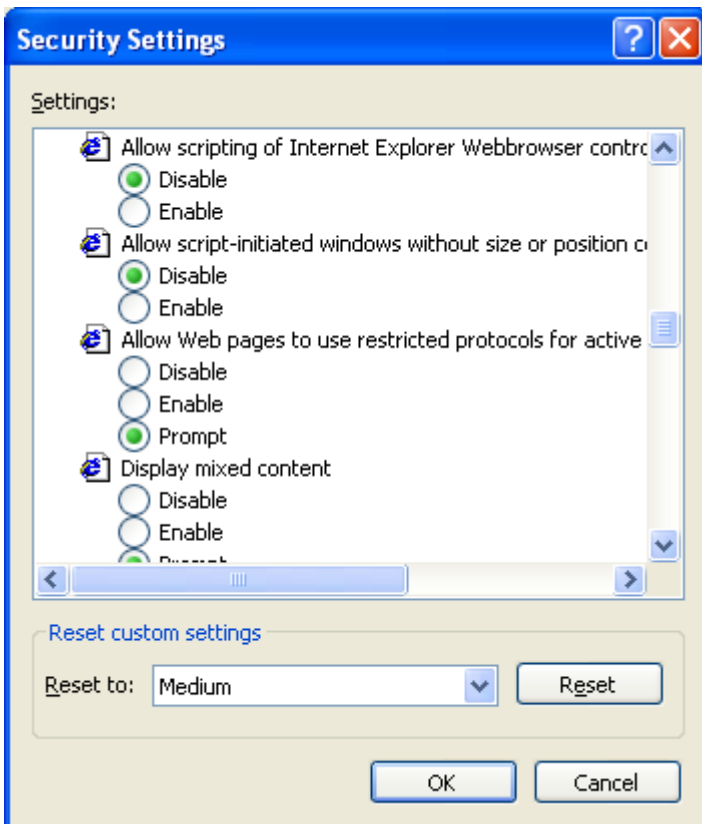 Security Settings
Settings:
Allow scripting of Internet Explorer Webbrowser contro
Disable
Enable
Allow script-initiated windows without size or position co
Disable
Enable
Allow Web pages to use restricted protocols for active
Disable
Enable
Prompt
Display mixed content
Disable
Enable
Prompt
Reset custom settings
Reset to: Medium Reset
OK Cancel